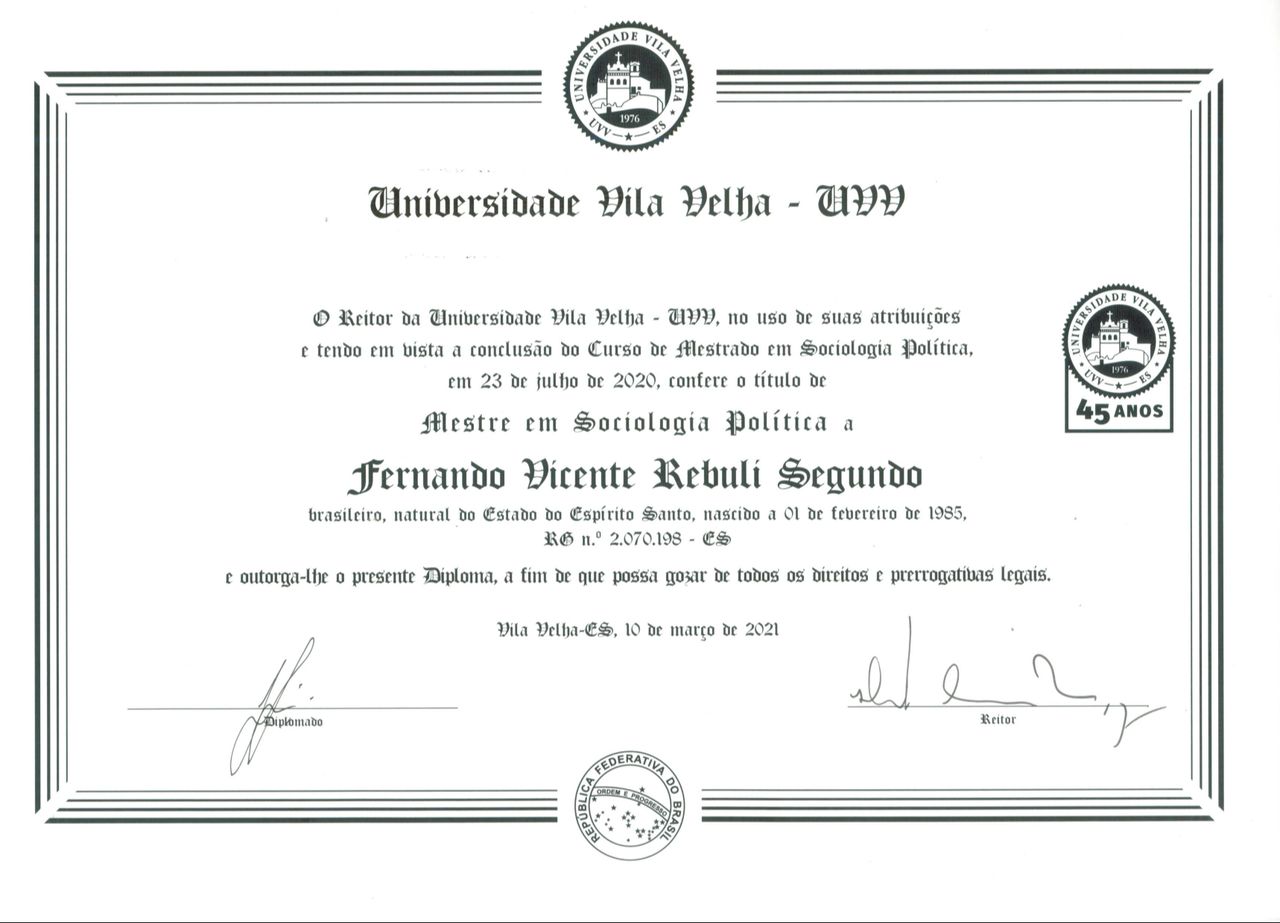 UNIVERSIDADE VILA VELHA
1976
UVV ES
Universidade Vila Velha - UVV
O Reitor da Universidade Vila Velha - UVV, no uso de suas atribuições
e tendo em vista a conclusão do Curso de Mestrado em Sociologia Política,
em 23 de julho de 2020, confere o título de
Mestre em Sociologia Política a
Fernando Vicente Rebuli Segundo
brasileiro, natural do Estado do Espírito Santo, nascido a 01 de fevereiro de 1985,
RG n.º 2.070.198 - ES
e outorga-lhe o presente Diploma, a fim de que possa gozar de todos os direitos e prerrogativas legais.
Vila Velha-ES, 10 de março de 2021
UNIVERSIDADE VILA VELHA
1976
UVV ES
45 ANOS
Diplomado
Reitor
REPÚBLICA FEDERATIVA DO BRASIL
ORDEM E PROGRESSO